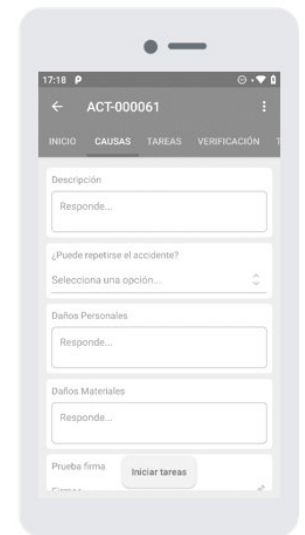 17:18 P
ACT-000061
INICIO CAUSAS TAREAS VERIFICACIÓN T
Descripción
Responde...
¿Puede repetirse el accidente?
Selecciona una opción...
Daños Personales
Responde...
Daños Materiales
Responde...
Prueba firma
Iniciar tareas